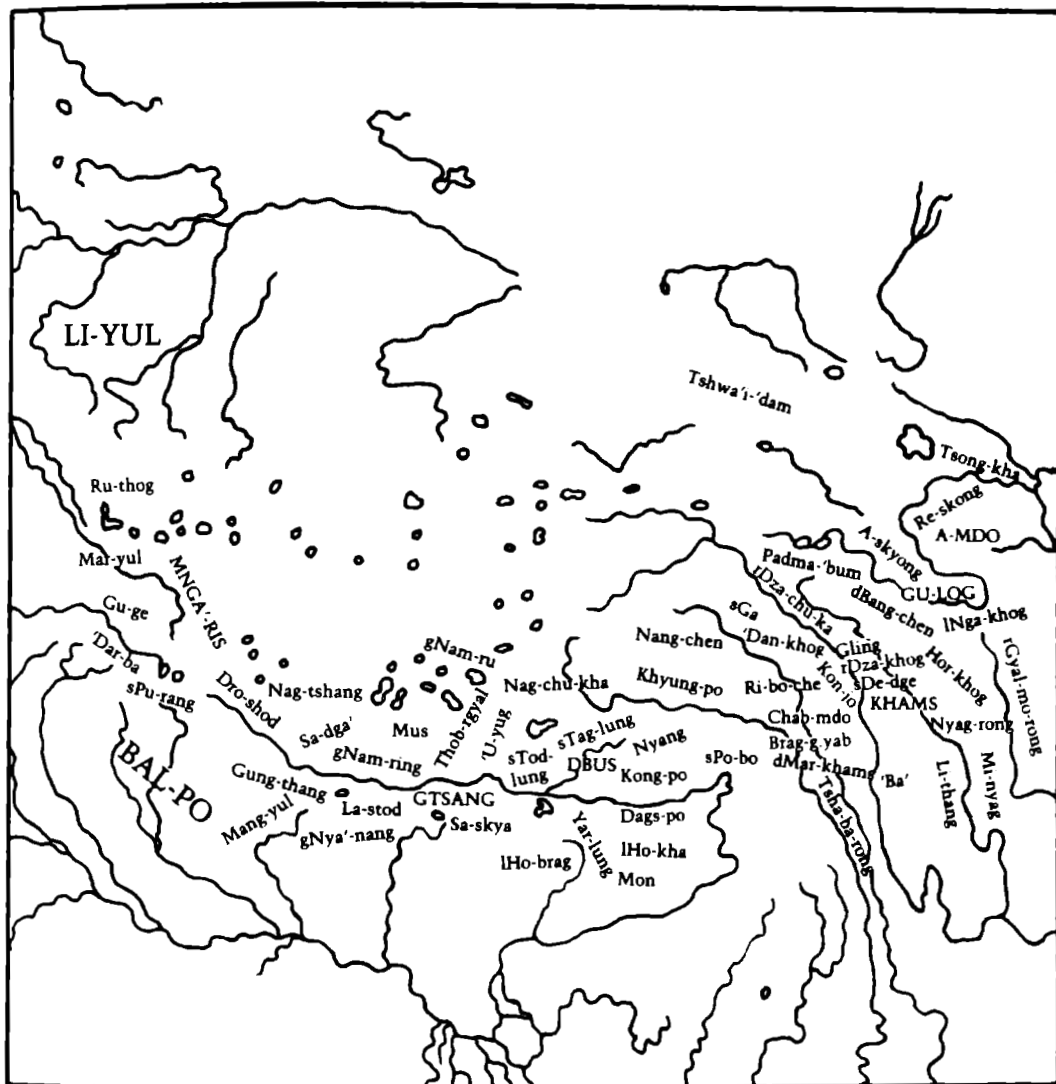 LI-YUL
Tshwa'i-'dam
Tsong-kha
Ru-thog
Re-skong
A-MDO
A-skyong
Mar-yul
MNGA'-RIS
Padma-'bum
rDza-chu-ka
GU-LOG
dBang-chen
lNga-khog
Gu-ge
sGa
'Dan-khog
Gling
Nang-chen
gNam-ru
rDza-khog
Hor-khog
rGyal-mo-rong
'Dar-ba
sPu-rang
Dro-shod
Nag-tshang
Nag-chu-kha
Khyung-po
Ri-bo-che
Kon-jo
sDe-dge
KHAMS
Thob-rgyal
'U-yug
Sa-dga'
Mus
sTag-lung
Chab-mdo
Nyag-rong
gNam-ring
sTod-
lung
DBUS
Nyang
Brag-g.yab
sPo-bo
dMar-khams
'Ba'
BAL-PO
Gung-thang
Kong-po
Li-thang
Mi-nyag
GTSANG
La-stod
Mang-yul
gNya'-nang
Sa-skya
Dags-po
Tsha-ba-rong
Yar-lung
lHo-kha
lHo-brag
Mon